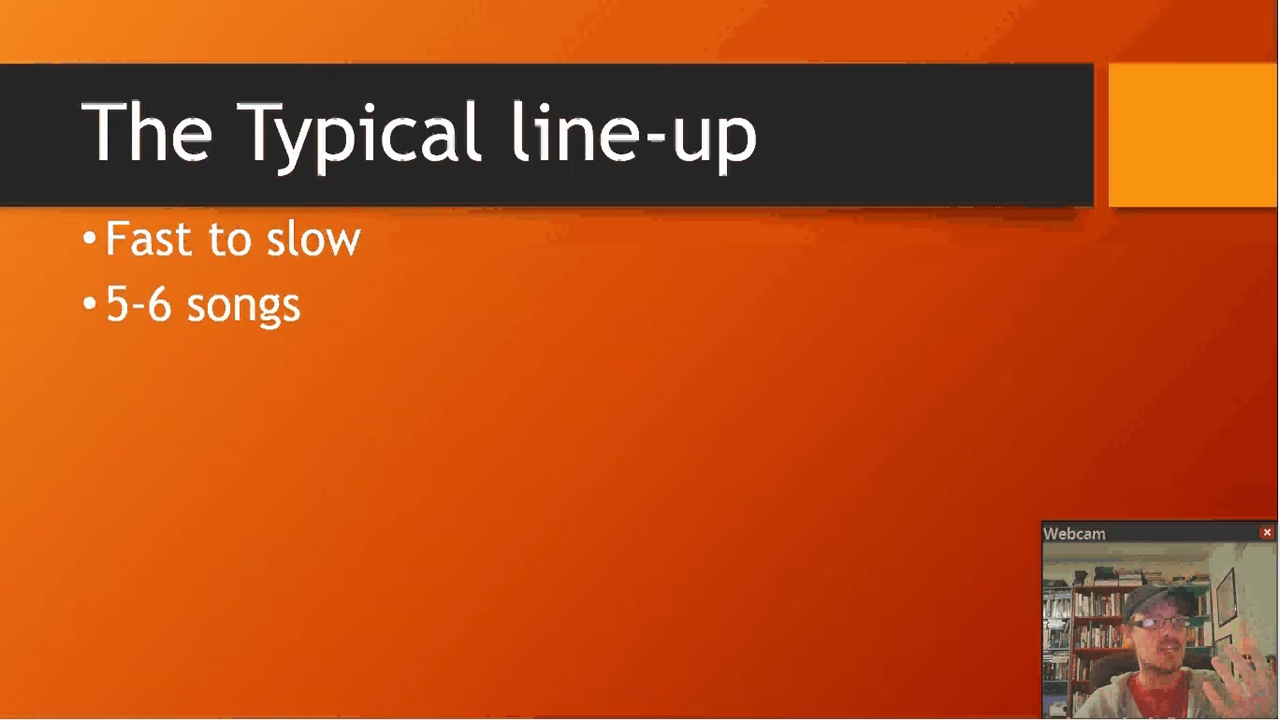 The Typical line-up
• Fast to slow
• 5-6 songs
Webcam